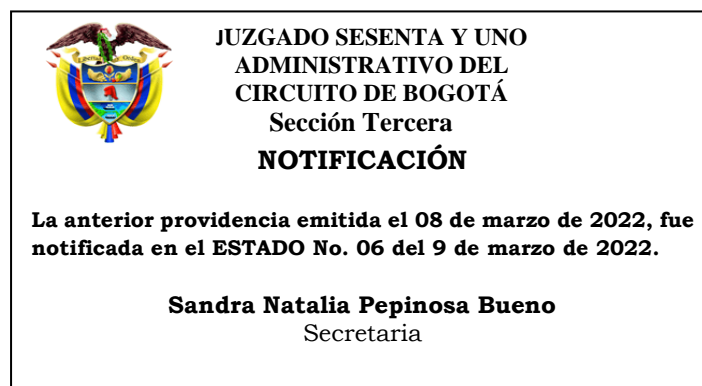 JUZGADO SESENTA Y UNO
ADMINISTRATIVO DEL
CIRCUITO DE BOGOTÁ
Sección Tercera
NOTIFICACIÓN
La anterior providencia emitida el 08 de marzo de 2022, fue
notificada en el ESTADO No. 06 del 9 de marzo de 2022.
Sandra Natalia Pepinosa Bueno
Secretaria